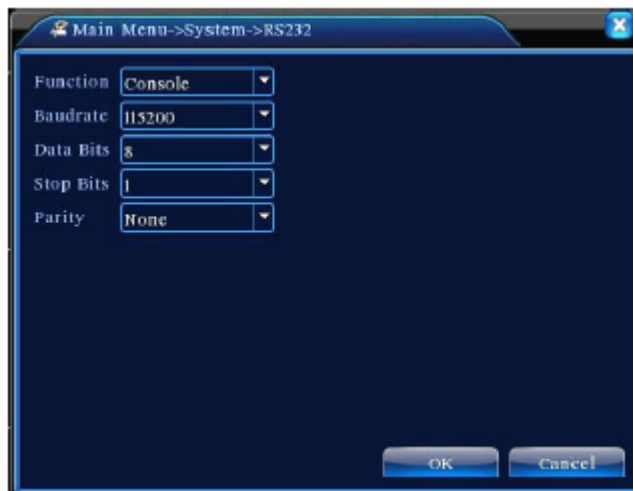 Main Menu->System->RS232
Function Console
Baudrate 115200
Data Bits 8
Stop Bits 1
Parity None
OK Cancel